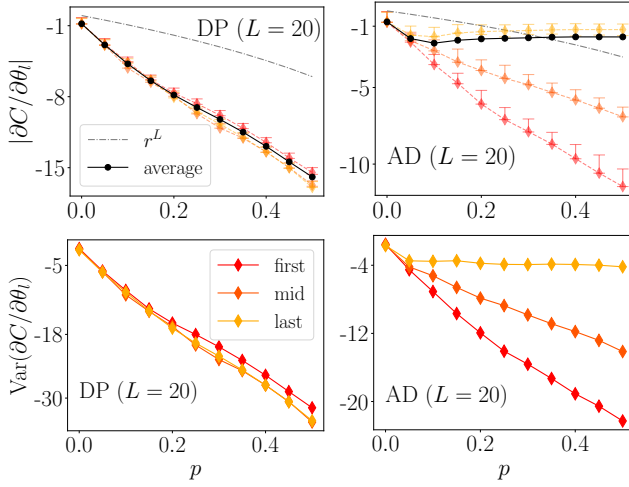 DP (L = 20)
-1
-8
-15
|∂C/∂θ_l|
r^L
average
0.0
0.2
0.4
AD (L = 20)
-1
-5
-10
0.0
0.2
0.4
Var(∂C/∂θ_l)
-5
-18
-30
first
mid
last
DP (L = 20)
0.0
0.2
0.4
p
-4
-12
-20
AD (L = 20)
0.0
0.2
0.4
p